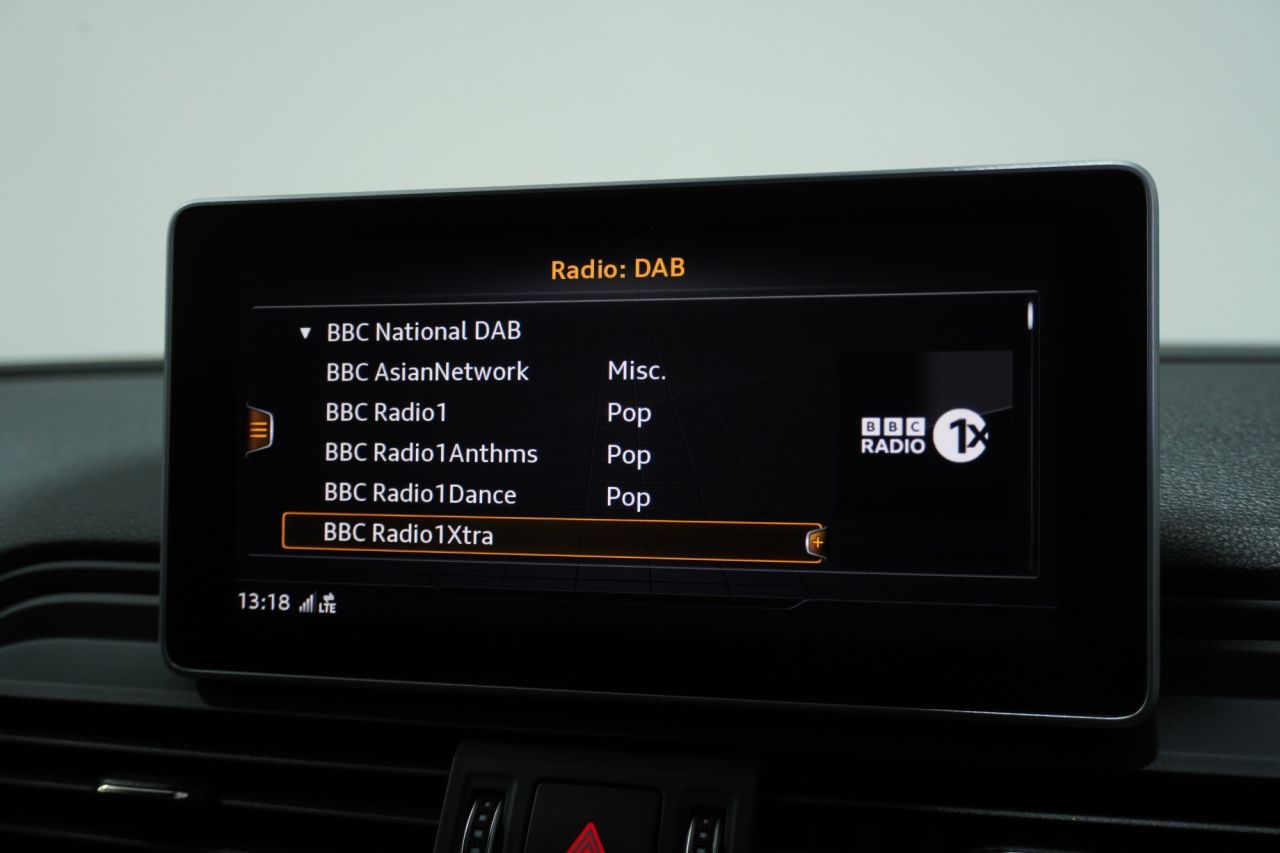 Radio: DAB
▼ BBC National DAB
BBC AsianNetwork Misc.
BBC Radio1 Pop
BBC Radio1Anthms Pop
BBC Radio1Dance Pop
BBC Radio1Xtra
BBC
RADIO 1x
13:18 LTE